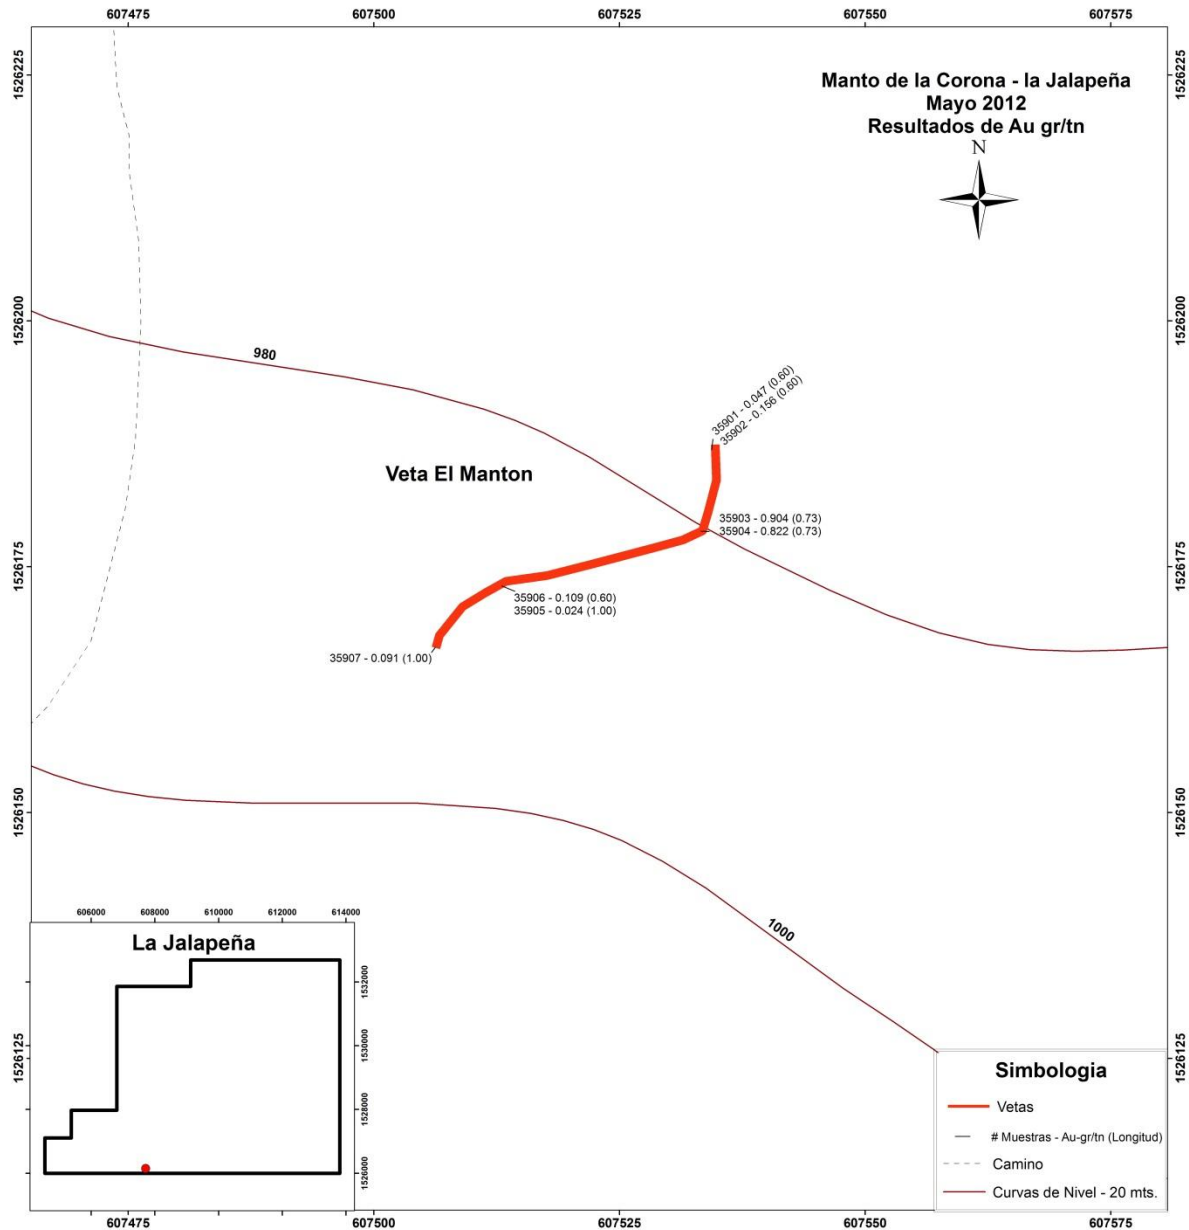 607475
607500
607525
607550
607575
1526225
1526225
Manto de la Corona - la Jalapeña
Mayo 2012
Resultados de Au gr/tn
N
1526200
1526200
980
35901 - 0.047 (0.60)
35902 - 0.156 (0.60)
Veta El Manton
35903 - 0.904 (0.73)
35904 - 0.822 (0.73)
1526175
1526175
35906 - 0.109 (0.60)
35905 - 0.024 (1.00)
35907 - 0.091 (1.00)
1526150
1526150
1000
606000
608000
610000
612000
614000
La Jalapeña
1532000
1530000
1528000
1526000
1526125
1526125
Simbologia
Vetas
# Muestras - Au-gr/tn (Longitud)
Camino
Curvas de Nivel - 20 mts.
607475
607500
607525
607550
607575